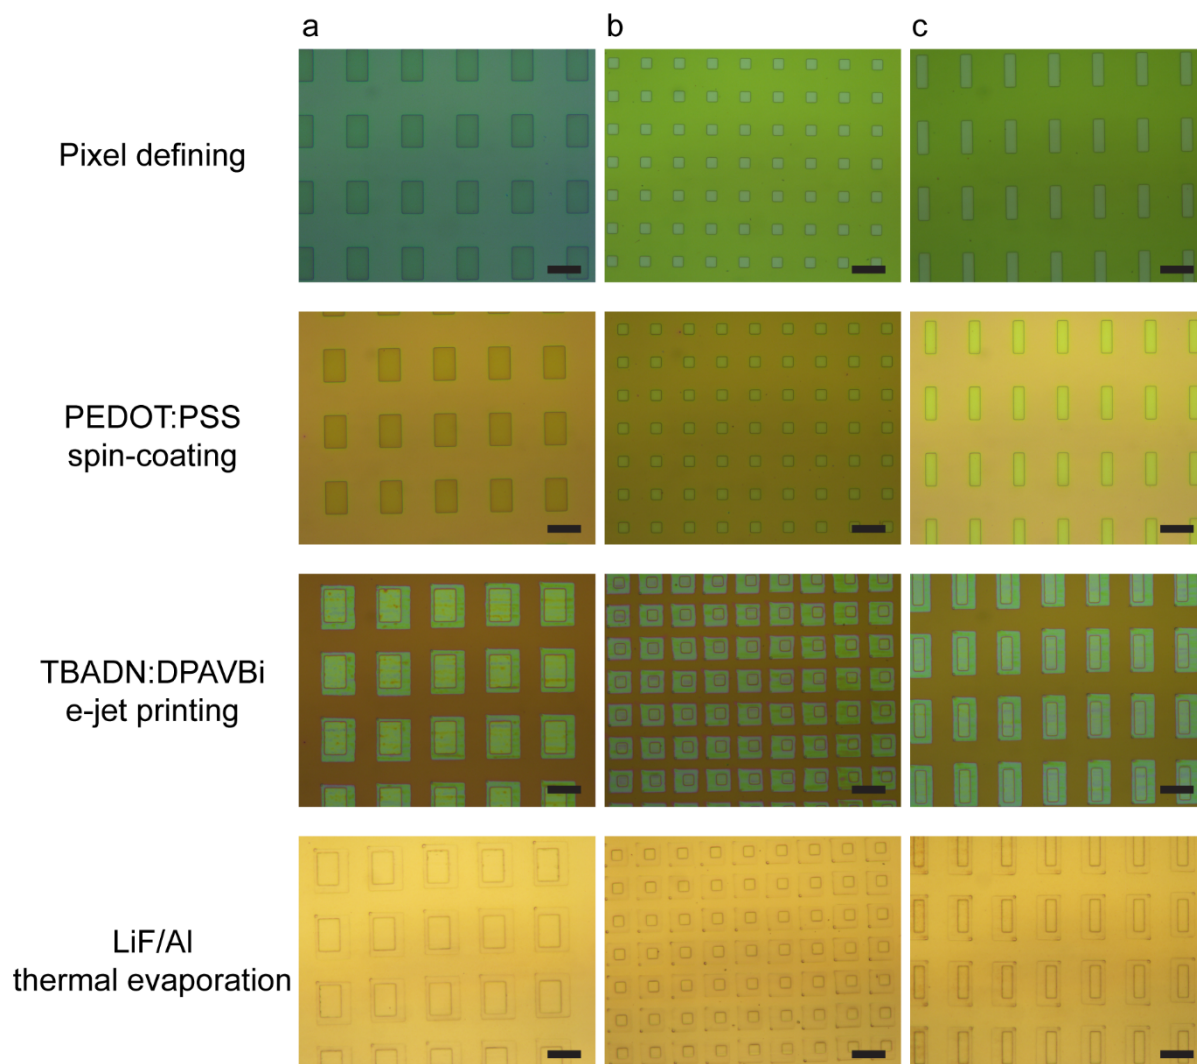 a
b
c
Pixel defining
PEDOT:PSS
spin-coating
TBADN:DPAVBi
e-jet printing
LiF/Al
thermal evaporation